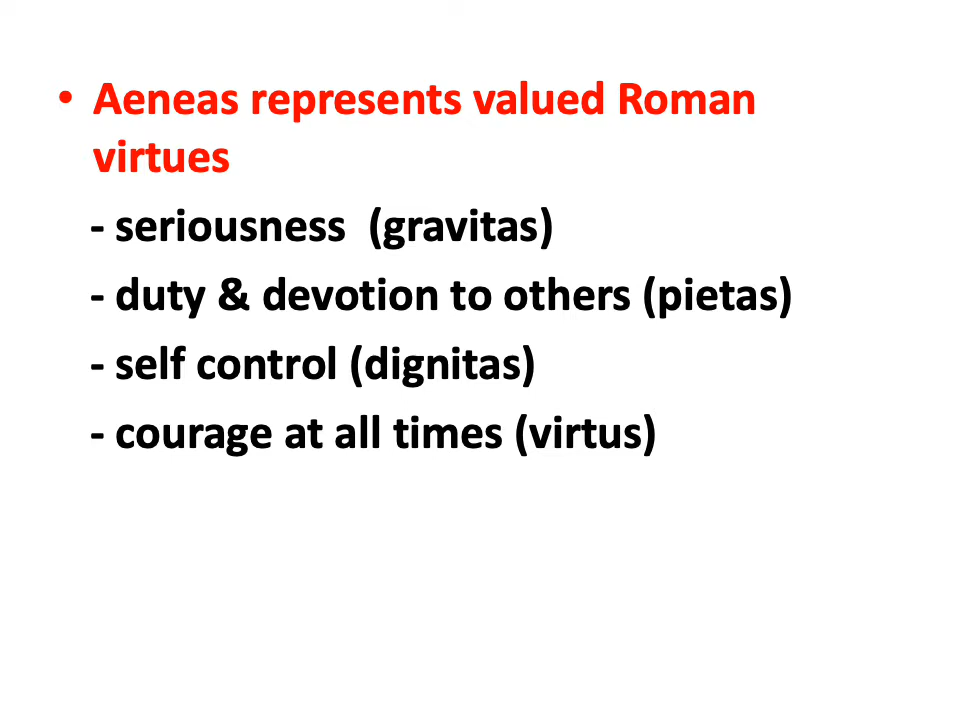 • Aeneas represents valued Roman
virtues
- seriousness  (gravitas)
- duty & devotion to others (pietas)
- self control (dignitas)
- courage at all times (virtus)